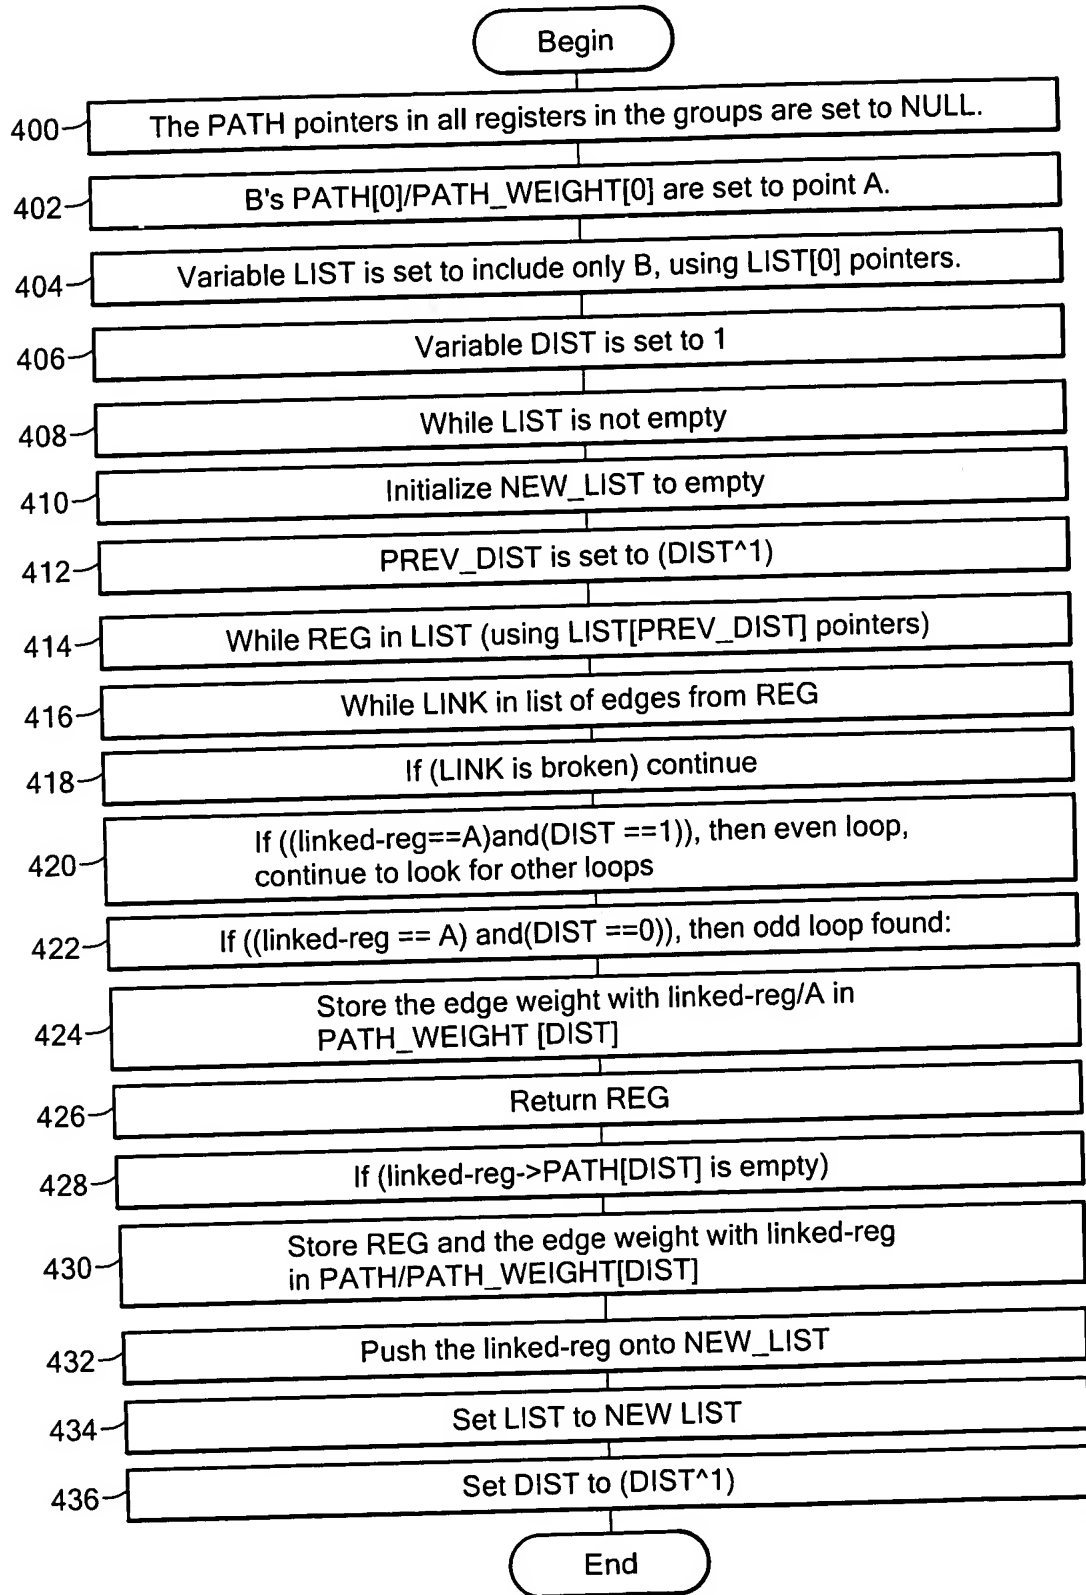 Begin
400 The PATH pointers in all registers in the groups are set to NULL.
402 B's PATH[0]/PATH_WEIGHT[0] are set to point A.
404 Variable LIST is set to include only B, using LIST[0] pointers.
406 Variable DIST is set to 1
408 While LIST is not empty
410 Initialize NEW_LIST to empty
412 PREV_DIST is set to (DIST^1)
414 While REG in LIST (using LIST[PREV_DIST] pointers)
416 While LINK in list of edges from REG
418 If (LINK is broken) continue
420 If ((linked-reg==A)and(DIST ==1)), then even loop,
continue to look for other loops
422 If ((linked-reg == A) and(DIST ==0)), then odd loop found:
424 Store the edge weight with linked-reg/A in
PATH_WEIGHT [DIST]
426 Return REG
428 If (linked-reg->PATH[DIST] is empty)
430 Store REG and the edge weight with linked-reg
in PATH/PATH_WEIGHT[DIST]
432 Push the linked-reg onto NEW_LIST
434 Set LIST to NEW LIST
436 Set DIST to (DIST^1)
End